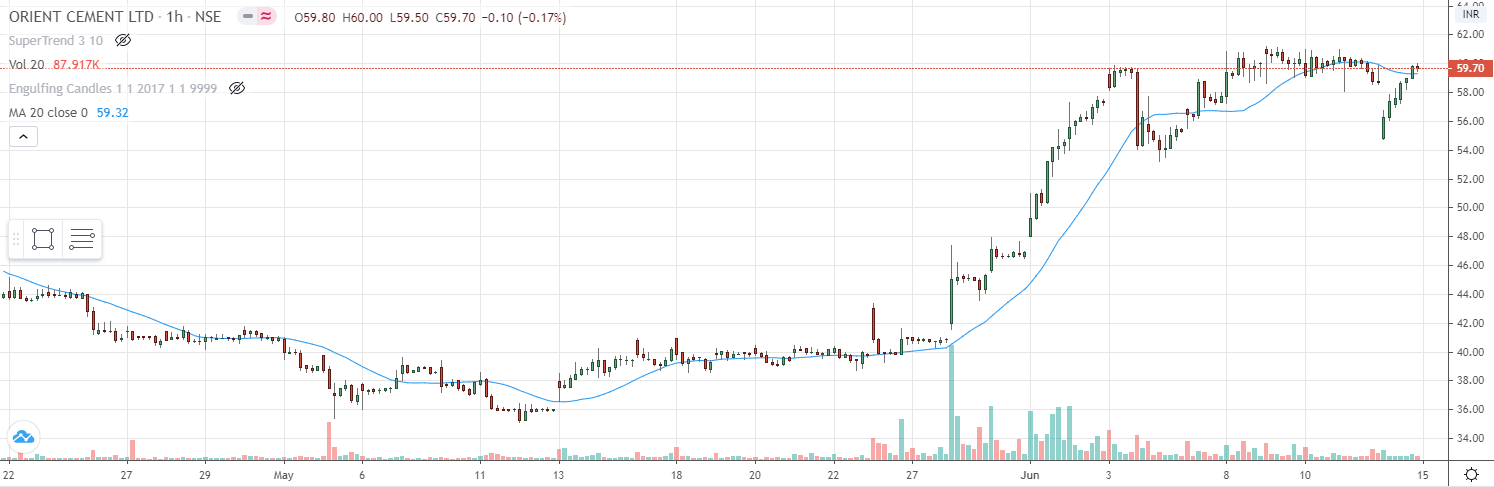 ORIENT CEMENT LTD · 1h · NSE O59.80 H60.00 L59.50 C59.70 −0.10 (−0.17%)
SuperTrend 3 10
Vol 20 87.917K
Engulfing Candles 1 1 2017 1 1 9999
MA 20 close 0 59.32
INR
64.00
62.00
59.70
58.00
56.00
54.00
52.00
50.00
48.00
46.00
44.00
42.00
40.00
38.00
36.00
34.00
22 27 29 May 6 11 13 18 20 22 27 Jun 3 8 10 15